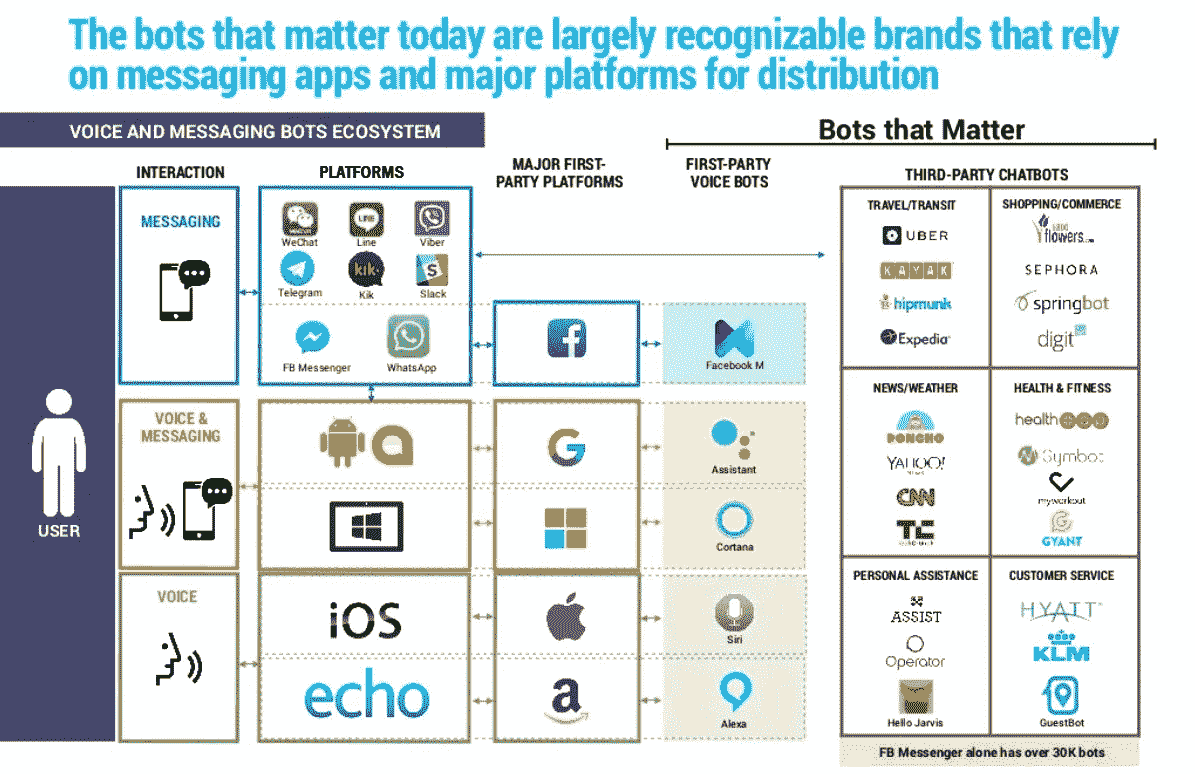 The bots that matter today are largely recognizable brands that rely
on messaging apps and major platforms for distribution
VOICE AND MESSAGING BOTS ECOSYSTEM
Bots that Matter
INTERACTION
PLATFORMS
MAJOR FIRST-
PARTY PLATFORMS
FIRST-PARTY
VOICE BOTS
THIRD-PARTY CHATBOTS
MESSAGING
WeChat
LINE
Line
Viber
Telegram
kik
Kik
S
Slack
FB Messenger
WhatsApp
f
Facebook M
VOICE &
MESSAGING
G
Assistant
Cortana
USER
VOICE
iOS
Siri
echo
a
Alexa
TRAVEL/TRANSIT
UBER
KAYAK
hipmunk
Expedia
SHOPPING/COMMERCE
flowers.com
SEPHORA
springbot
digit
NEWS/WEATHER
PONCHO
YAHOO!
NEWS
CNN
TC
HEALTH & FITNESS
health
Gymbot
myworkout
G
GYANT
PERSONAL ASSISTANCE
ASSIST
Operator
Hello Jarvis
CUSTOMER SERVICE
HYATT
KLM
GuestBot
FB Messenger alone has over 30K bots